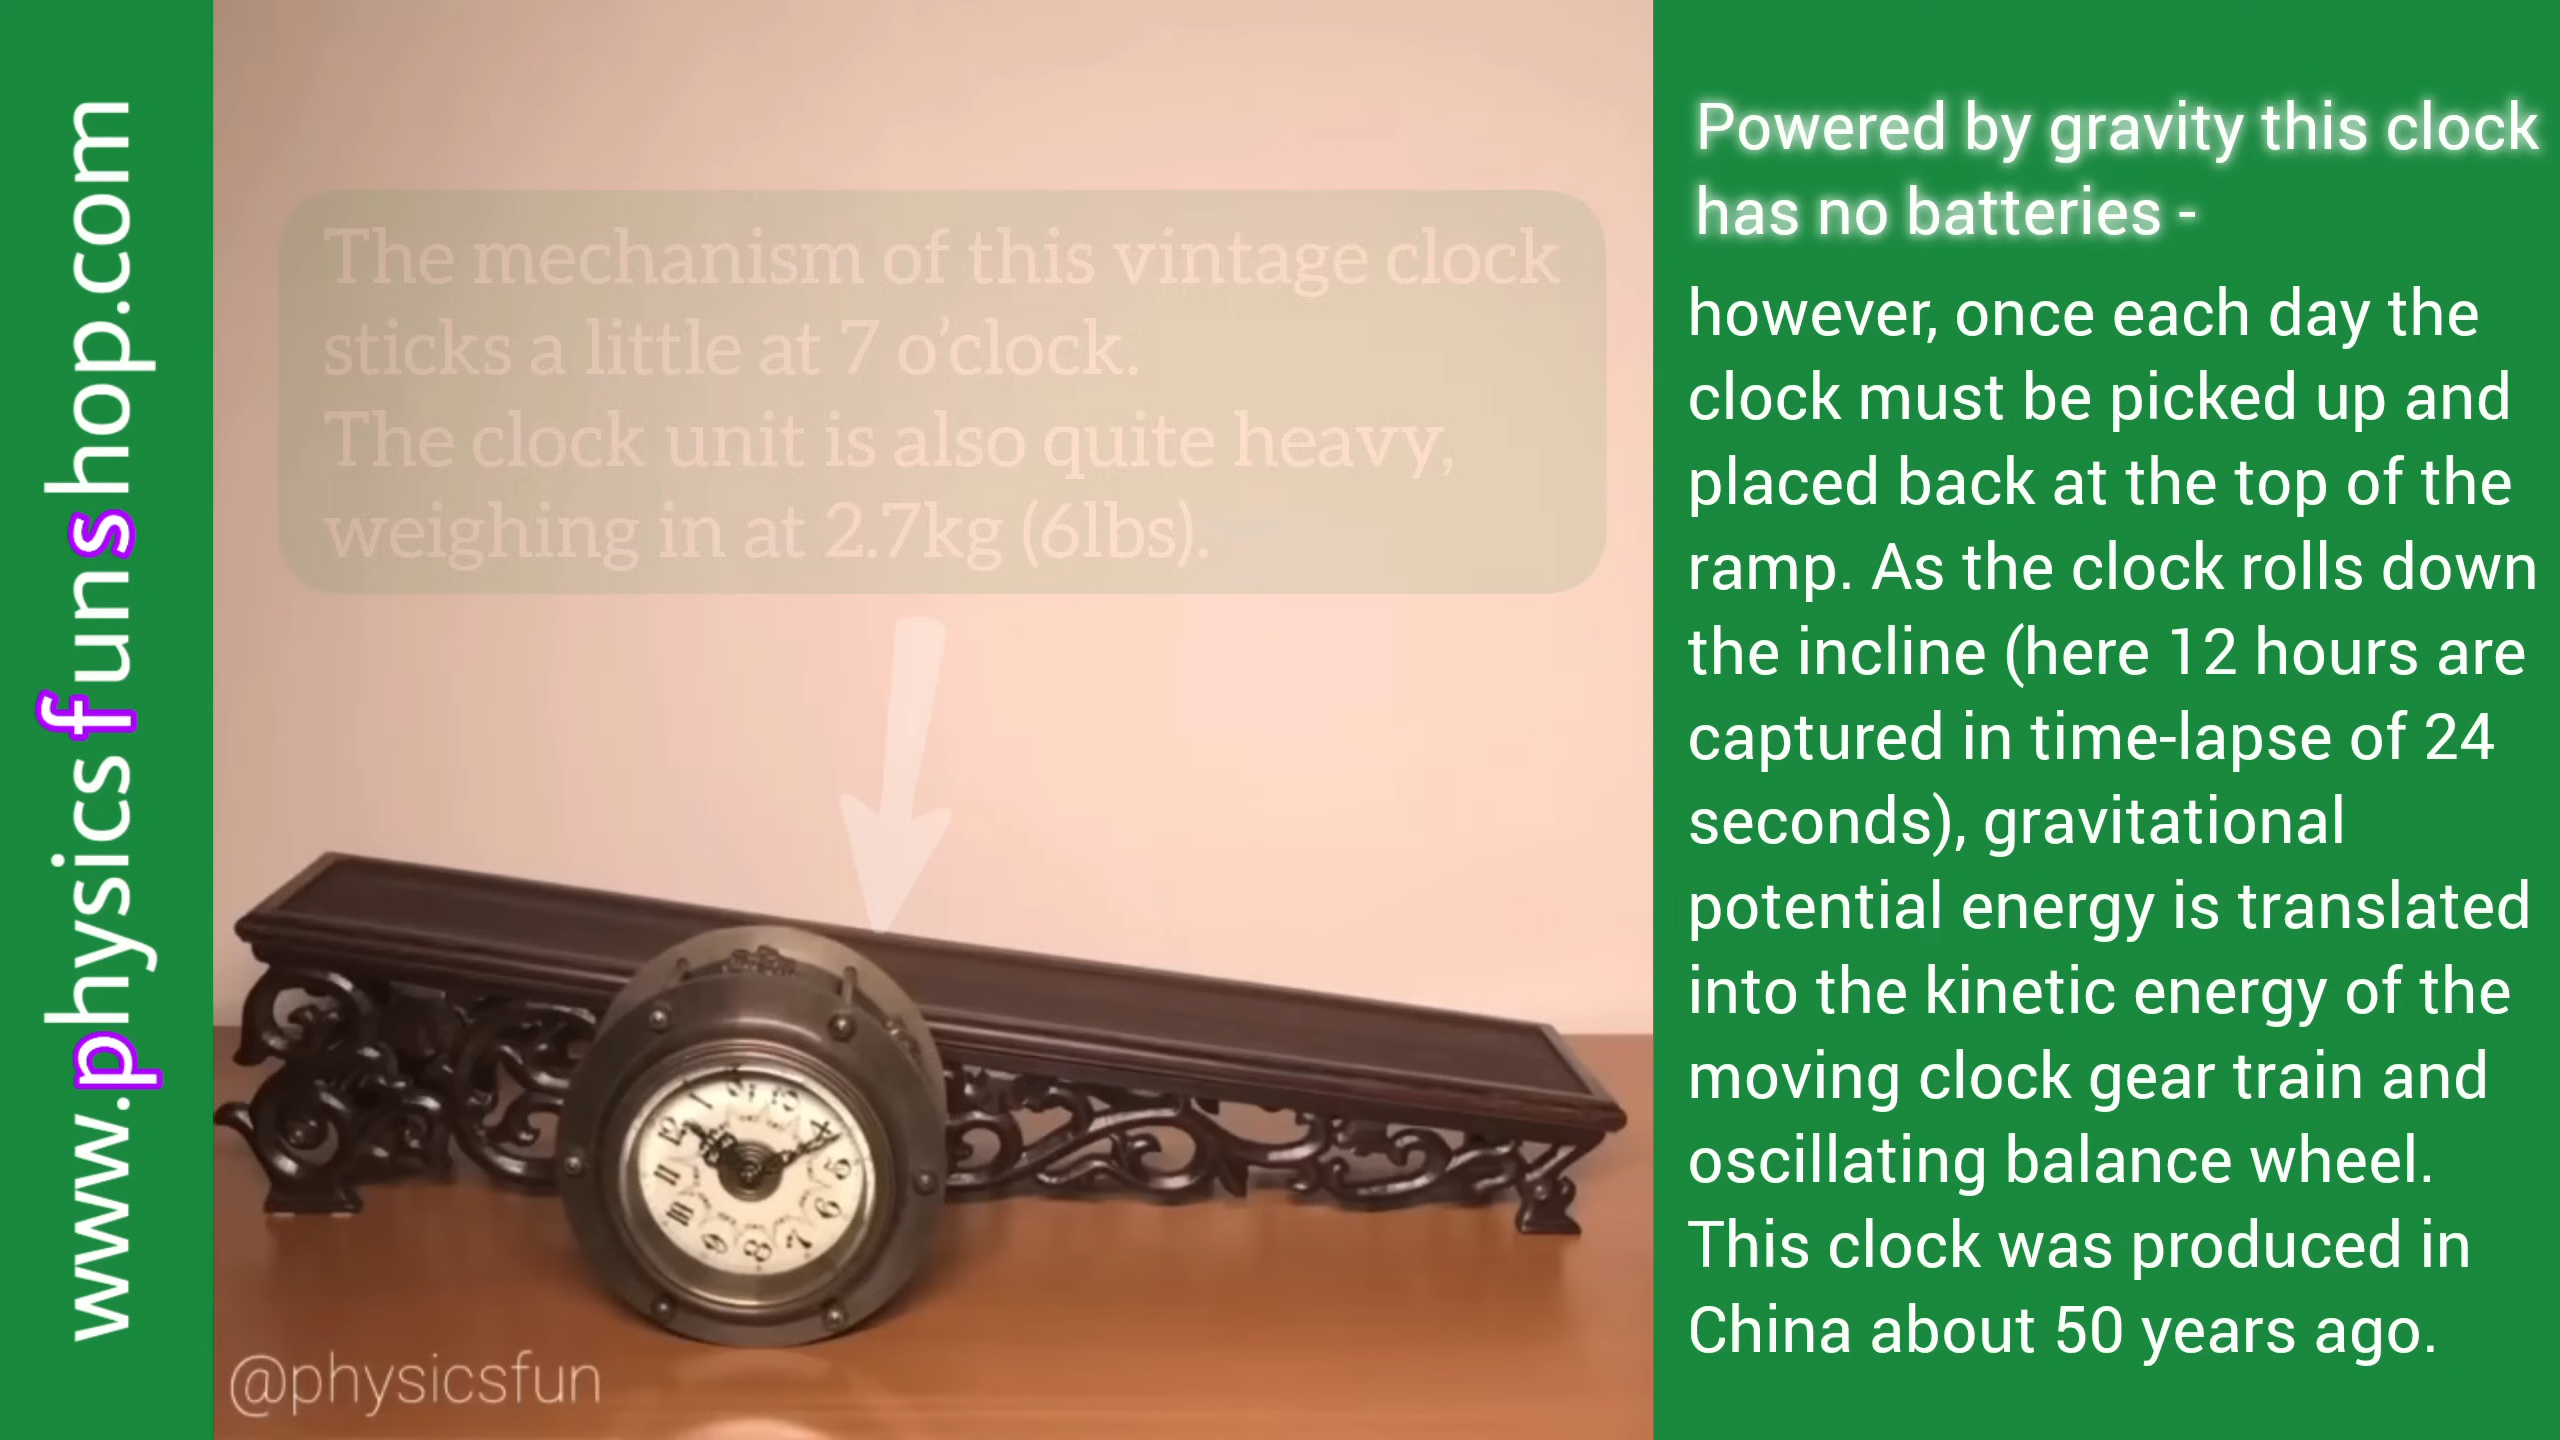 www.physicsfunshop.com
The mechanism of this vintage clock
sticks a little at 7 o'clock.
The clock unit is also quite heavy,
weighing in at 2.7kg (6lbs).
@physicsfun
Powered by gravity this clock
has no batteries -
however, once each day the
clock must be picked up and
placed back at the top of the
ramp. As the clock rolls down
the incline (here 12 hours are
captured in time-lapse of 24
seconds), gravitational
potential energy is translated
into the kinetic energy of the
moving clock gear train and
oscillating balance wheel.
This clock was produced in
China about 50 years ago.